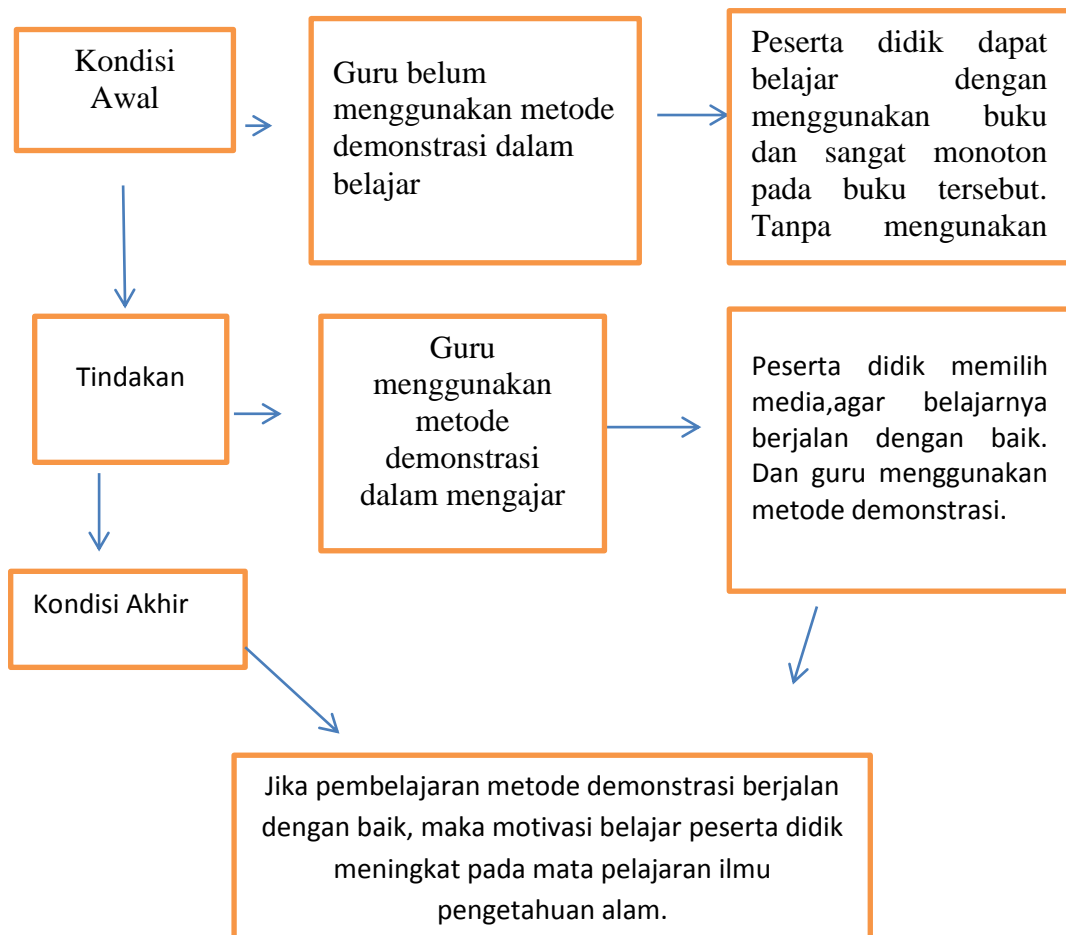 Kondisi
Awal
Guru belum
menggunakan metode
demonstrasi dalam
belajar
Peserta didik dapat
belajar dengan
menggunakan buku
dan sangat monoton
pada buku tersebut.
Tanpa mengunakan
Tindakan
Guru
menggunakan
metode
demonstrasi
dalam mengajar
Peserta didik memilih
media,agar belajarnya
berjalan dengan baik.
Dan guru menggunakan
metode demonstrasi.
Kondisi Akhir
Jika pembelajaran metode demonstrasi berjalan
dengan baik, maka motivasi belajar peserta didik
meningkat pada mata pelajaran ilmu
pengetahuan alam.